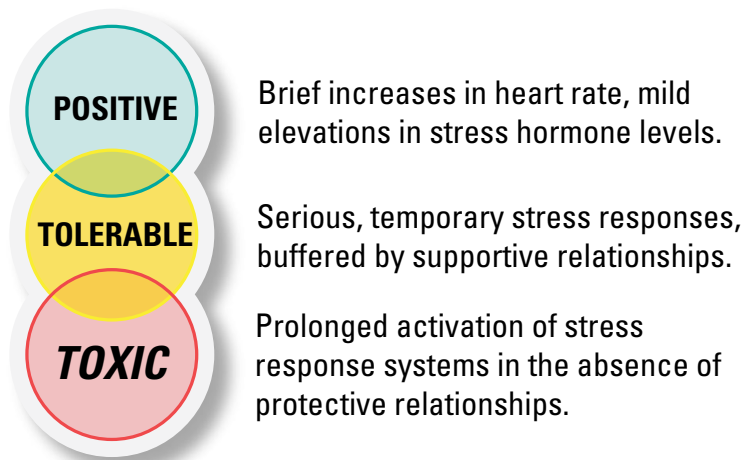 POSITIVE
Brief increases in heart rate, mild
elevations in stress hormone levels.
TOLERABLE
Serious, temporary stress responses,
buffered by supportive relationships.
TOXIC
Prolonged activation of stress
response systems in the absence of
protective relationships.